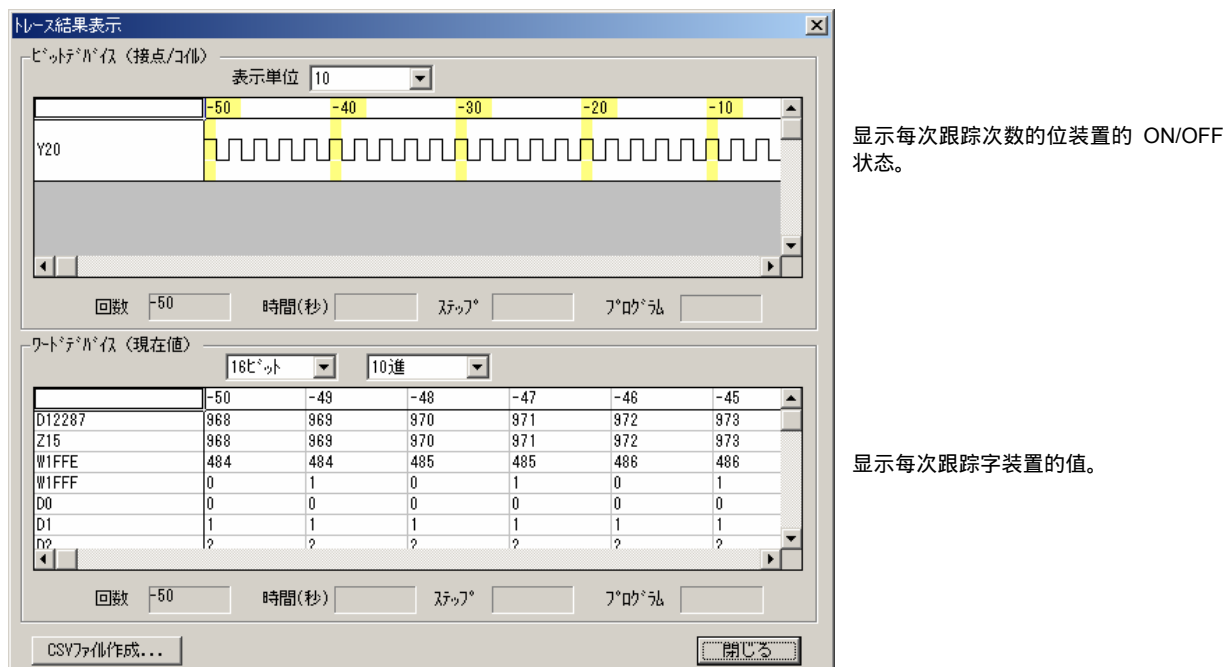 ﾄﾚｰｽ結果表示
ﾋﾞｯﾄﾃﾞﾊﾞｲｽ（接点/ｺｲﾙ）
表示単位 10
-50 -40 -30 -20 -10
Y20
回数 -50 時間(秒) ｽﾃｯﾌﾟ ﾌﾟﾛｸﾞﾗﾑ
显示每次跟踪次数的位装置的 ON/OFF
状态。
ﾜｰﾄﾞﾃﾞﾊﾞｲｽ（現在値）
16ﾋﾞｯﾄ 10進
-50 -49 -48 -47 -46 -45
D12287 968 969 970 971 972 973
Z15 968 969 970 971 972 973
W1FFE 484 484 485 485 486 486
W1FFF 0 1 0 1 0 1
D0 0 0 0 0 0 0
D1 1 1 1 1 1 1
D2
显示每次跟踪字装置的值。
回数 -50 時間(秒) ｽﾃｯﾌﾟ ﾌﾟﾛｸﾞﾗﾑ
CSVﾌｧｲﾙ作成... 閉じる